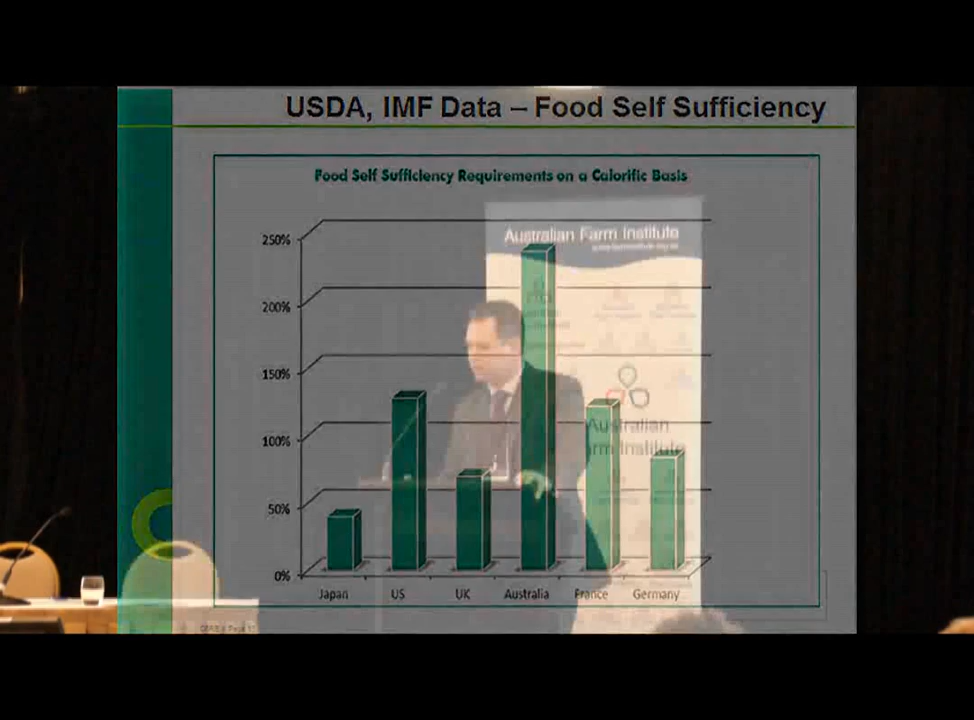 USDA, IMF Data – Food Self Sufficiency
Food Self Sufficiency Requirements on a Calorific Basis
250%
200%
150%
100%
50%
0%
Japan
US
UK
Australia
France
Germany
Australian Farm Institute
Australian
Farm Institute